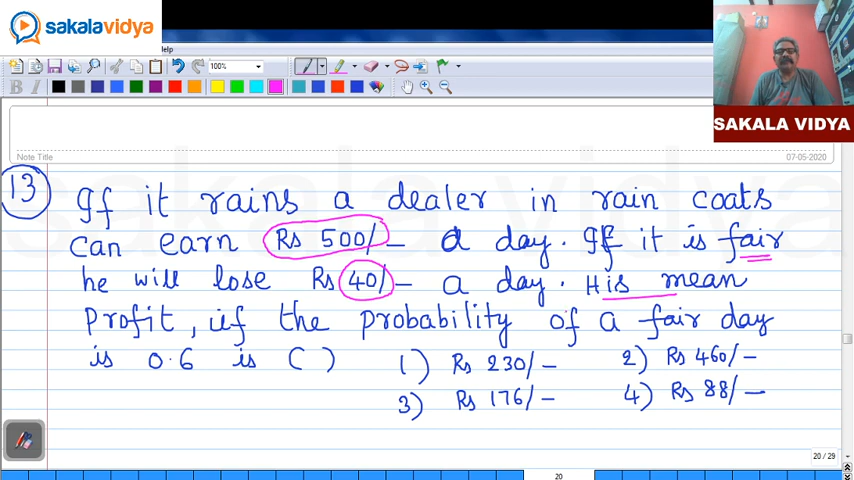 sakalavidya
Help
100%
B I
SAKALA VIDYA
Note Title
07-05-2020
13 If it rains a dealer in rain coats
can earn Rs 500/- a day. If it is fair
he will lose Rs 40/- a day. His mean
Profit, if the probability of a fair day
is 0.6 is ( ) 1) Rs 230/- 2) Rs 460/-
3) Rs 176/- 4) Rs 88/-
20 / 29
20